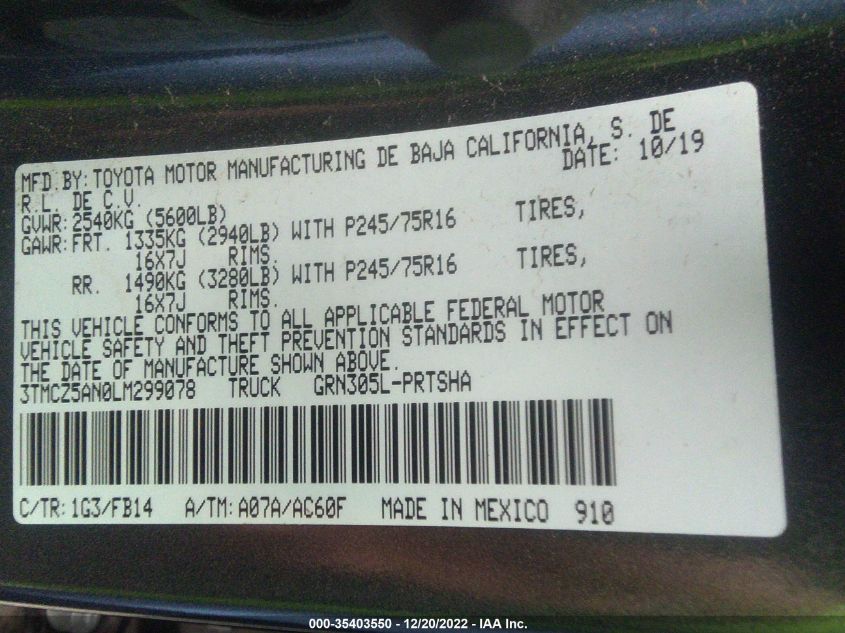 MFD.BY:TOYOTA MOTOR MANUFACTURING DE BAJA CALIFORNIA, S. DE
R.L. DE C.V. DATE: 10/19
GVWR:2540KG (5600LB)
GAWR:FRT. 1335KG (2940LB) WITH P245/75R16 TIRES,
16X7J RIMS.
RR. 1490KG (3280LB) WITH P245/75R16 TIRES,
16X7J RIMS.
THIS VEHICLE CONFORMS TO ALL APPLICABLE FEDERAL MOTOR
VEHICLE SAFETY AND THEFT PREVENTION STANDARDS IN EFFECT ON
THE DATE OF MANUFACTURE SHOWN ABOVE.
3TMCZ5AN0LM299078 TRUCK GRN305L-PRTSHA
C/TR:1G3/FB14 A/TM:A07A/AC60F MADE IN MEXICO 910
000-35403550 - 12/20/2022 - IAA Inc.